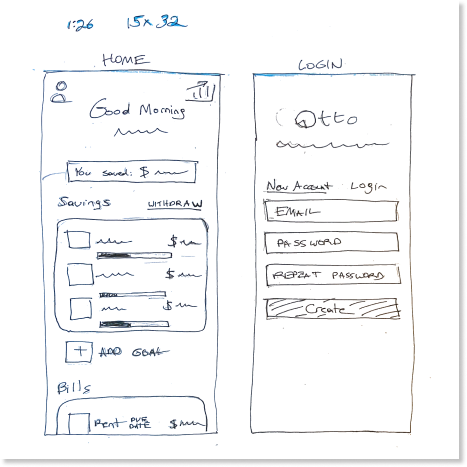 1:26 15x32
HOME
Good Morning
You saved: $
Savings WITHDRAW
$
$
$
+ ADD GOAL
Bills
Rent DUE DATE $
LOGIN
Otto
New Account Login
EMAIL
PASSWORD
REPEAT PASSWORD
Create